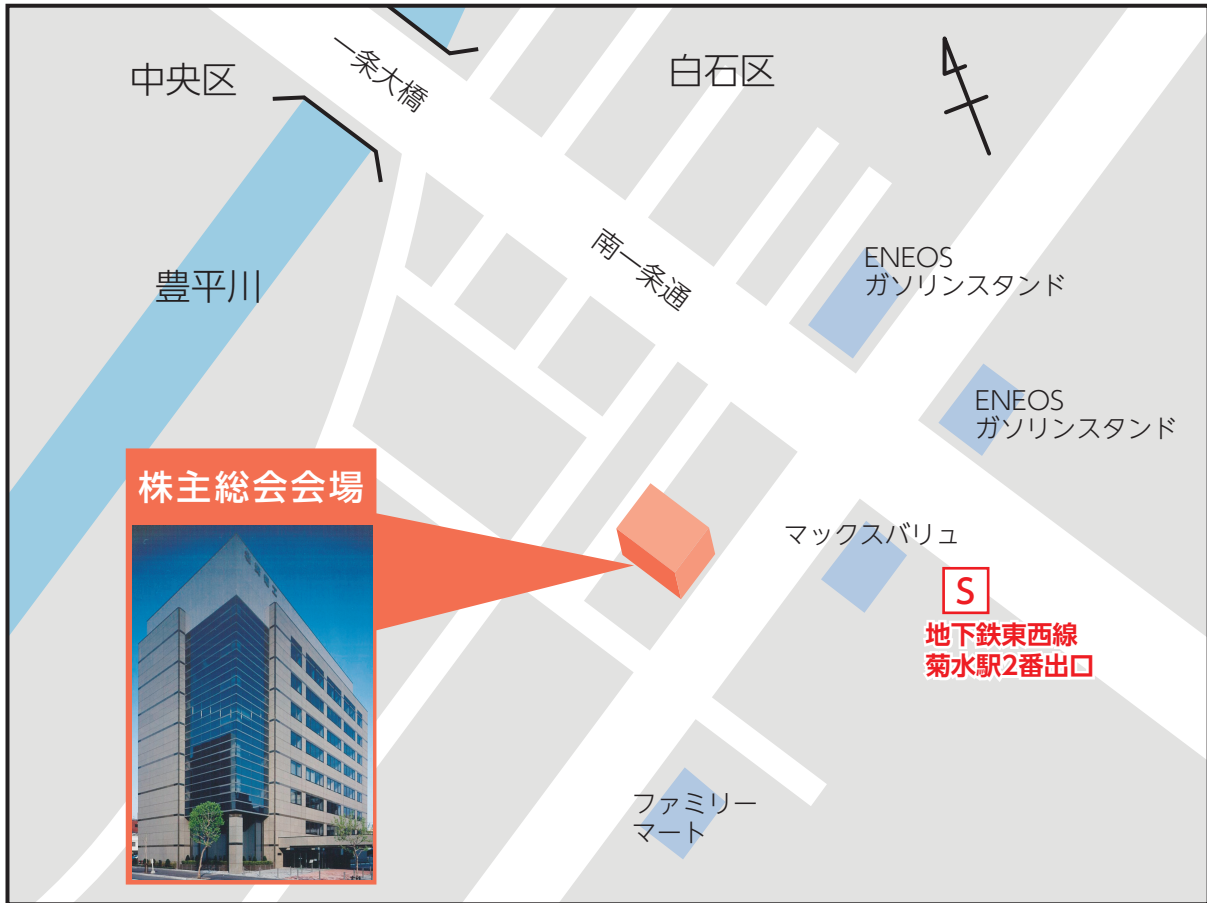 中央区
一条大橋
白石区
豊平川
南一条通
ENEOS
ガソリンスタンド
ENEOS
ガソリンスタンド
株主総会会場
マックスバリュ
S
地下鉄東西線
菊水駅2番出口
ファミリー
マート